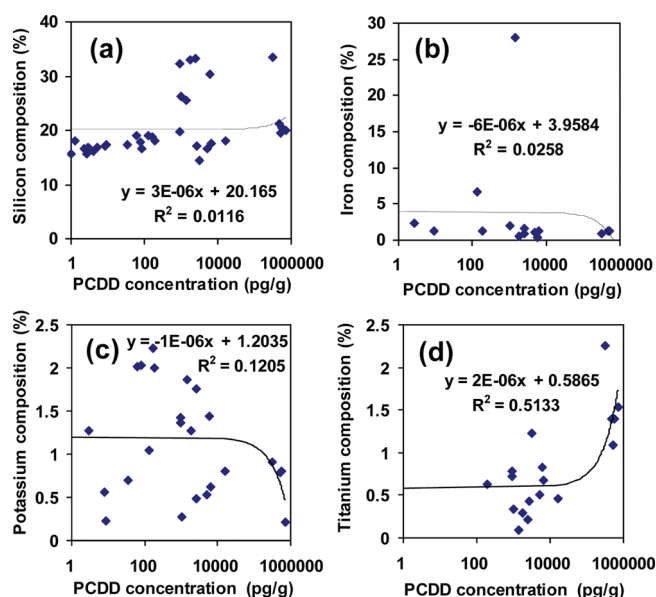 (a)
Silicon composition (%)
40
30
20
10
0
y = 3E-06x + 20.165
R² = 0.0116
1 100 10000 1000000
PCDD concentration (pg/g)
(b)
Iron composition (%)
30
25
20
15
10
5
0
y = -6E-06x + 3.9584
R² = 0.0258
1 100 10000 1000000
PCDD concentration (pg/g)
(c)
Potassium composition (%)
2.5
2
1.5
1
0.5
0
y = -1E-06x + 1.2035
R² = 0.1205
1 100 10000 1000000
PCDD concentration (pg/g)
(d)
Titanium composition (%)
2.5
2
1.5
1
0.5
0
y = 2E-06x + 0.5865
R² = 0.5133
1 100 10000 1000000
PCDD concentration (pg/g)